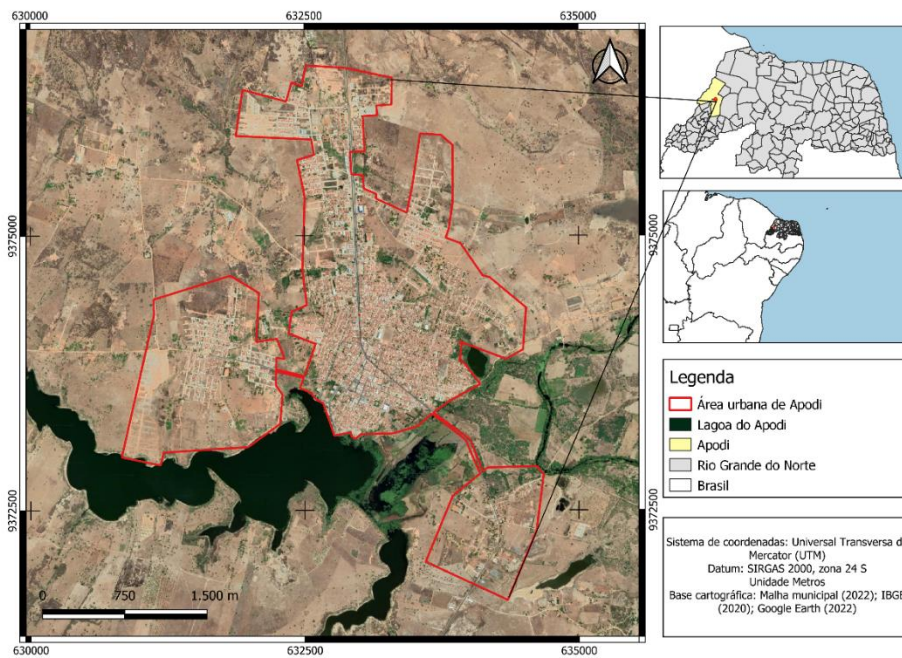 630000
632500
635000
9375000
9372500
9375000
9372500
0
750
1.500 m
630000
632500
635000
Legenda
Área urbana de Apodi
Lagoa do Apodi
Apodi
Rio Grande do Norte
Brasil
Sistema de coordenadas: Universal Transversa d
Mercator (UTM)
Datum: SIRGAS 2000, zona 24 S
Unidade Metros
Base cartográfica: Malha municipal (2022); IBGE
(2020); Google Earth (2022)